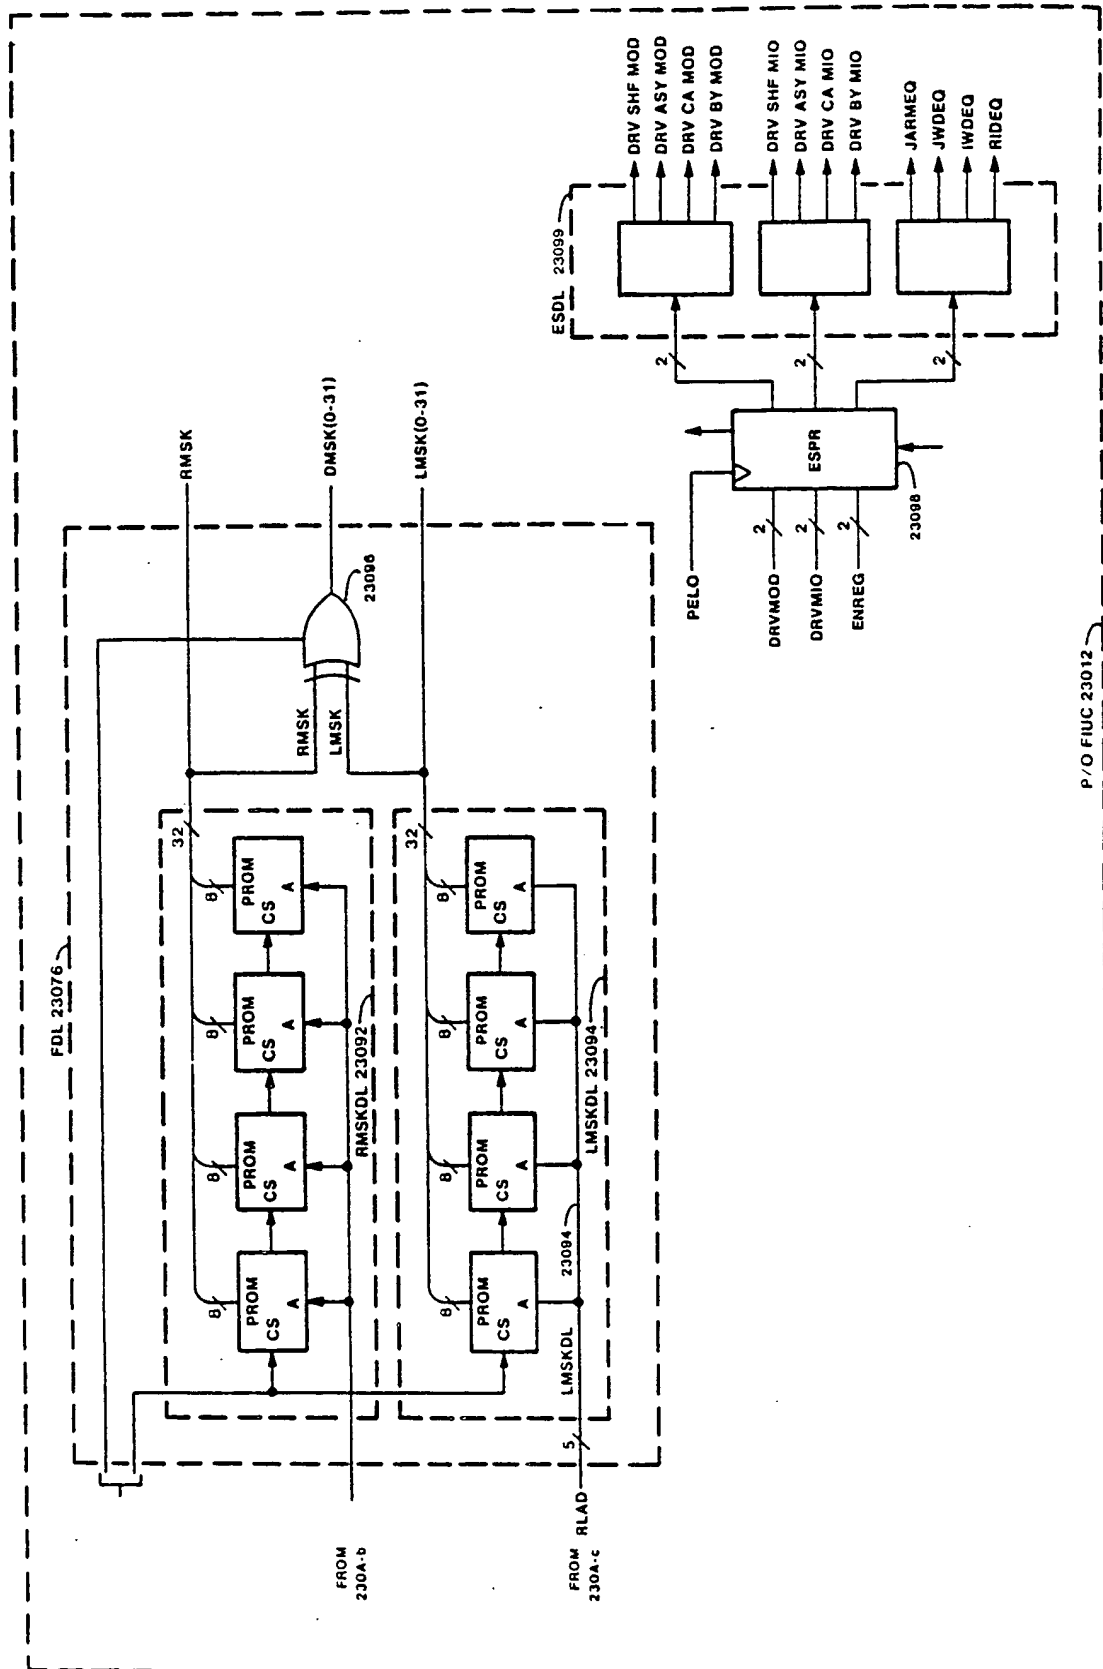 FDL 23076
32
8
8
8
8
PROM
CS
A
PROM
CS
A
PROM
CS
A
PROM
CS
A
RMSKDL 23092
RMSK
RMSK
LMSK
23096
DMSK(0-31)
LMSK(0-31)
32
8
8
8
8
PROM
CS
A
PROM
CS
A
PROM
CS
A
PROM
CS
A
LMSKDL
23094
LMSKDL 23094
5
FROM
230A-b
RLAD
FROM
230A-c
PELO
DRVMOD
2
DRVMIO
2
ENREG
2
ESPR
23098
2
2
2
ESDL 23099
DRV SHF MOD
DRV ASY MOD
DRV CA MOD
DRV BY MOD
DRV SHF MIO
DRV ASY MIO
DRV CA MIO
DRV BY MIO
JARMEQ
JWDEQ
IWDEQ
RIDEQ
P/O FIUC 23012